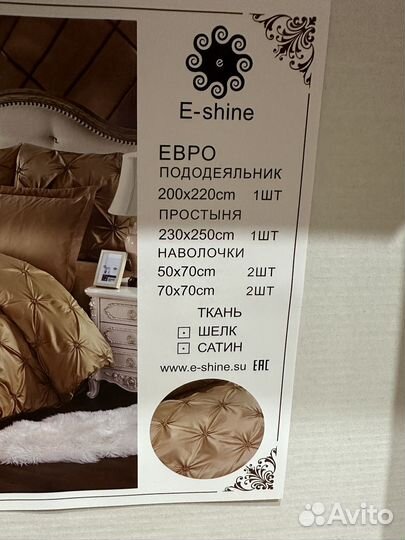 e
E-shine
ЕВРО
ПОДОДЕЯЛЬНИК
200x220cm 1ШТ
ПРОСТЫНЯ
230x250cm 1ШТ
НАВОЛОЧКИ
50x70cm 2ШТ
70x70cm 2ШТ
ТКАНЬ
ШЕЛК
САТИН
www.e-shine.su EAC
Avito